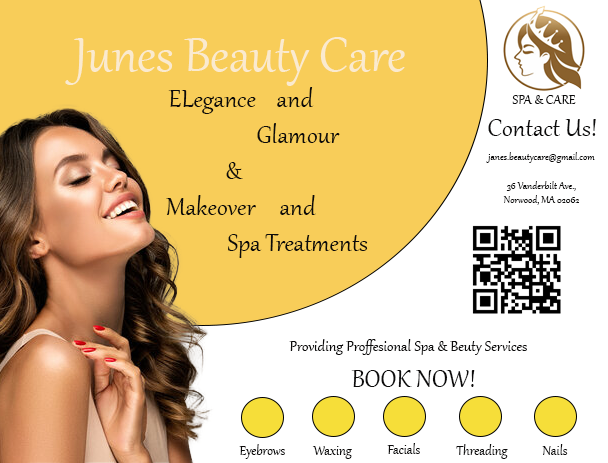 Junes Beauty Care
ELegance and
Glamour
&
Makeover and
Spa Treatments
SPA & CARE
Contact Us!
janes.beautycare@gmail.com
36 Vanderbilt Ave.,
Norwood, MA 02062
Providing Proffesional Spa & Beuty Services
BOOK NOW!
Eyebrows Waxing Facials Threading Nails